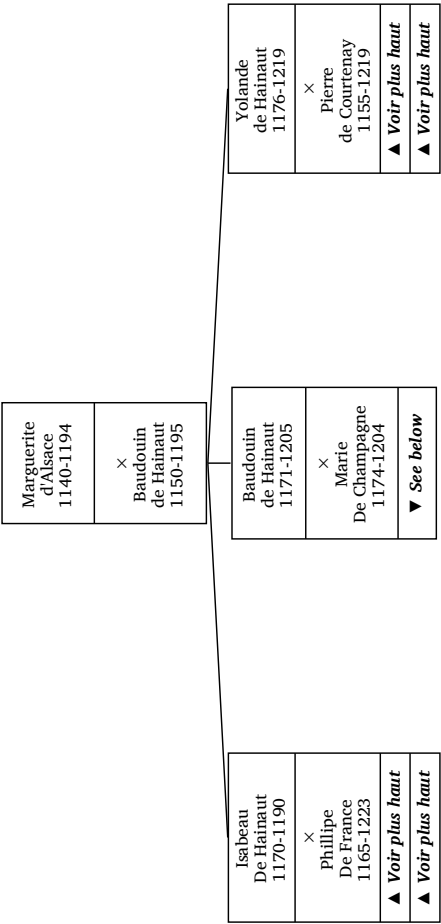 Marguerite
d'Alsace
1140-1194
×
Baudouin
de Hainaut
1150-1195
Isabeau
De Hainaut
1170-1190
×
Phillipe
De France
1165-1223
▲ Voir plus haut
▲ Voir plus haut
Baudouin
de Hainaut
1171-1205
×
Marie
De Champagne
1174-1204
▼ See below
Yolande
de Hainaut
1176-1219
×
Pierre
de Courtenay
1155-1219
▲ Voir plus haut
▲ Voir plus haut